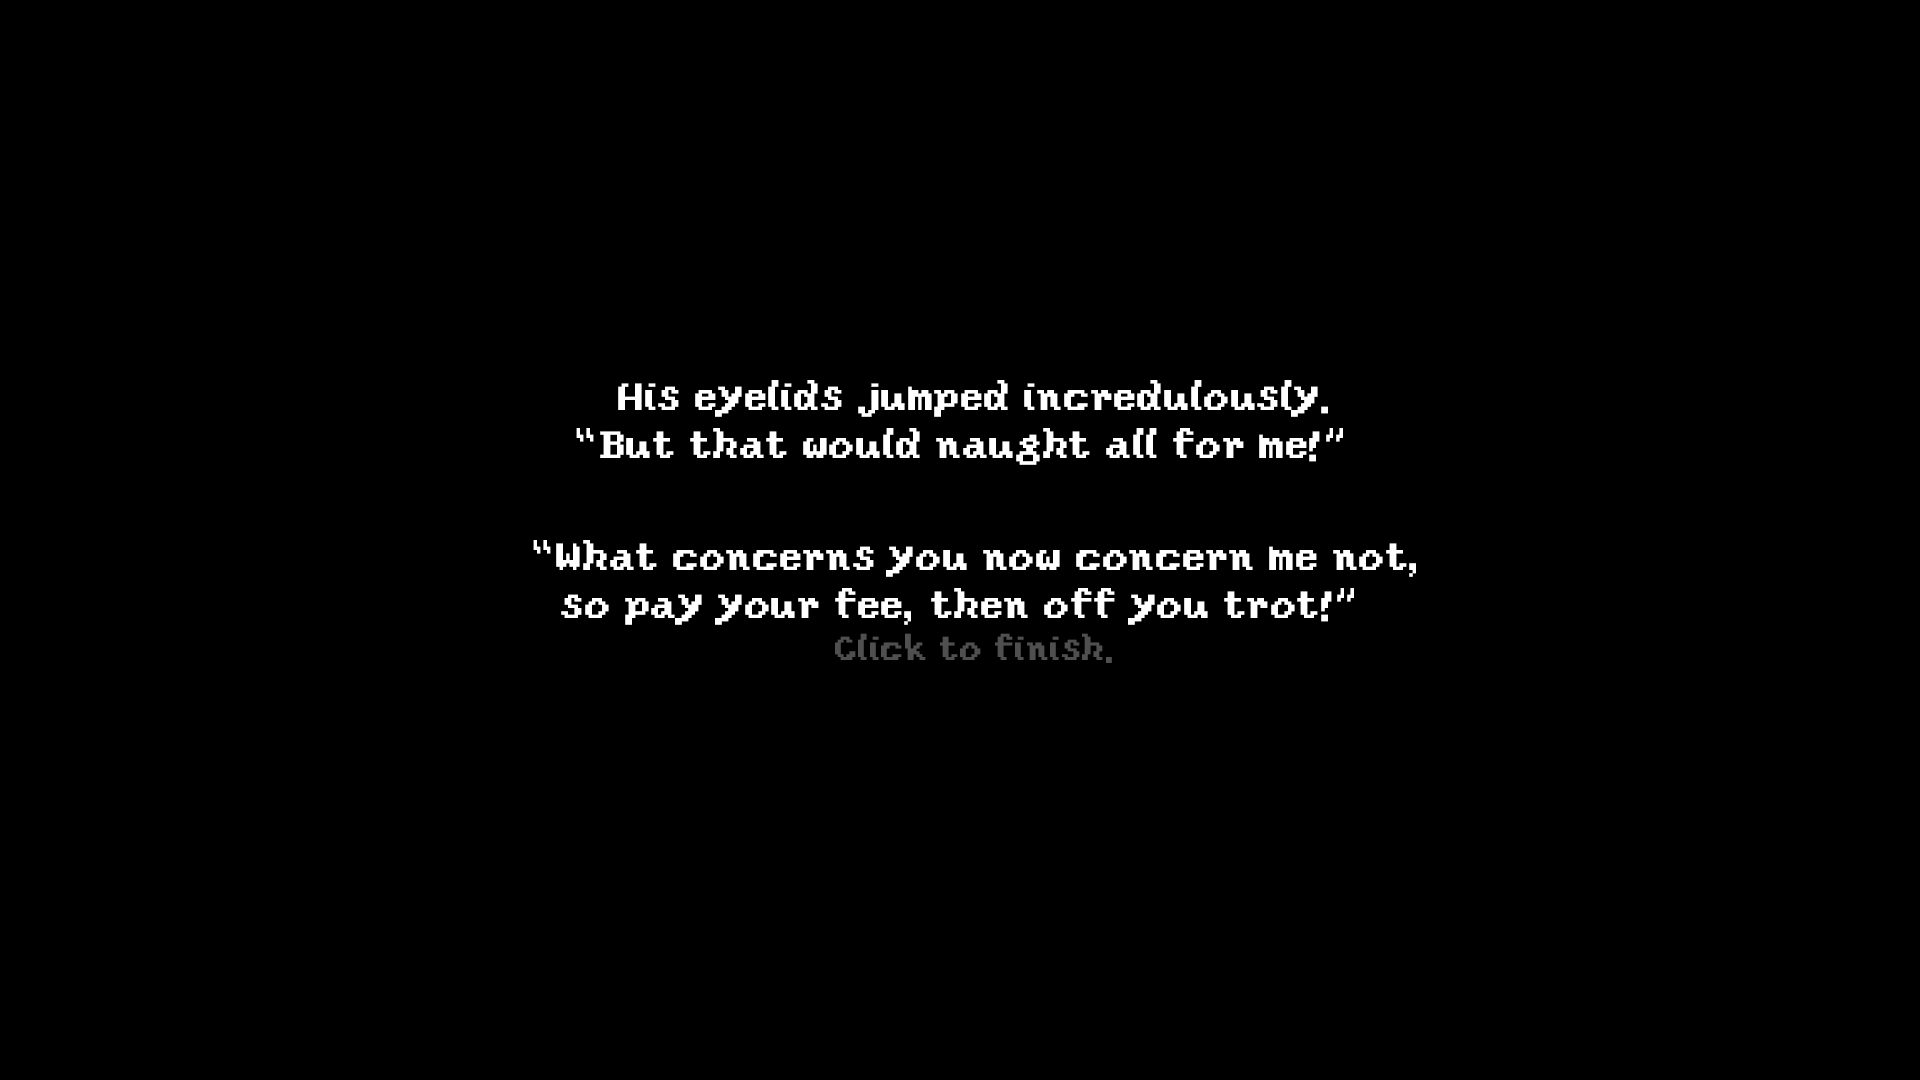 His eyelids jumped incredulously.
“But that would naught all for me!”
“What concerns you now concern me not,
so pay your fee, then off you trot!”
Click to finish.